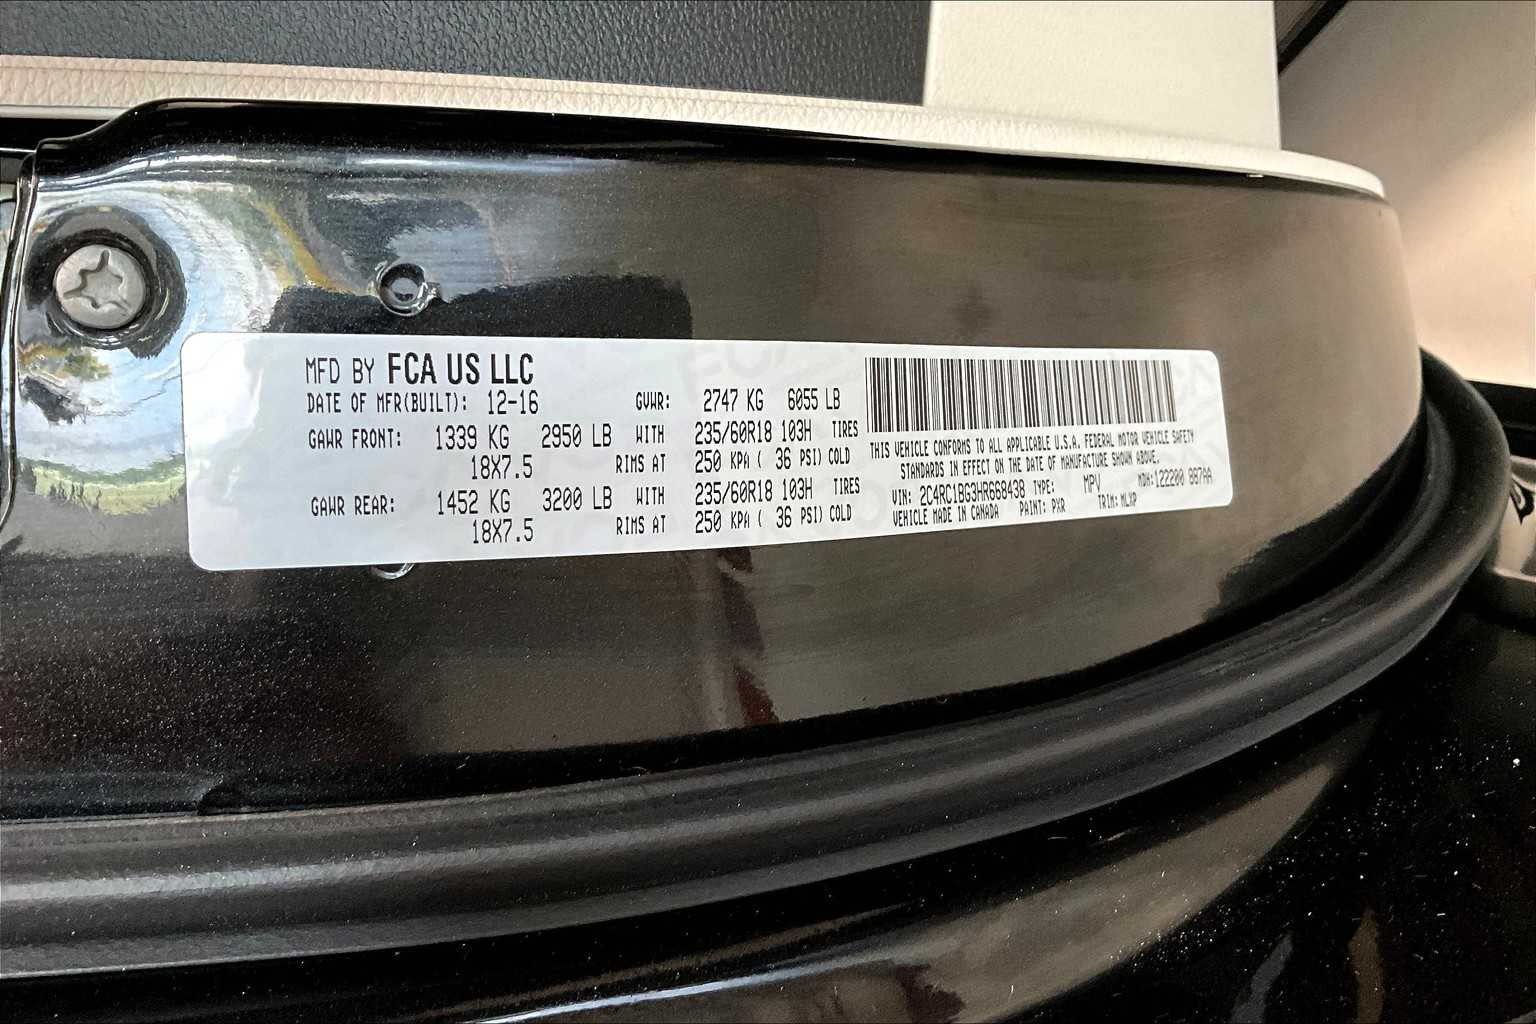 MFD BY FCA US LLC
DATE OF MFR(BUILT): 12-16 GVWR: 2747 KG 6055 LB
GAWR FRONT: 1339 KG 2950 LB WITH 235/60R18 103H TIRES
18X7.5 RIMS AT 250 KPA ( 36 PSI) COLD
GAWR REAR: 1452 KG 3200 LB WITH 235/60R18 103H TIRES
18X7.5 RIMS AT 250 KPA ( 36 PSI) COLD
THIS VEHICLE CONFORMS TO ALL APPLICABLE U.S.A. FEDERAL MOTOR VEHICLE SAFETY
STANDARDS IN EFFECT ON THE DATE OF MANUFACTURE SHOWN ABOVE.
VIN: 2C4RC1BG3HR668438 TYPE: MPV MDH: 122200 887AA
VEHICLE MADE IN CANADA PAINT: PXR TRIM: MLXP